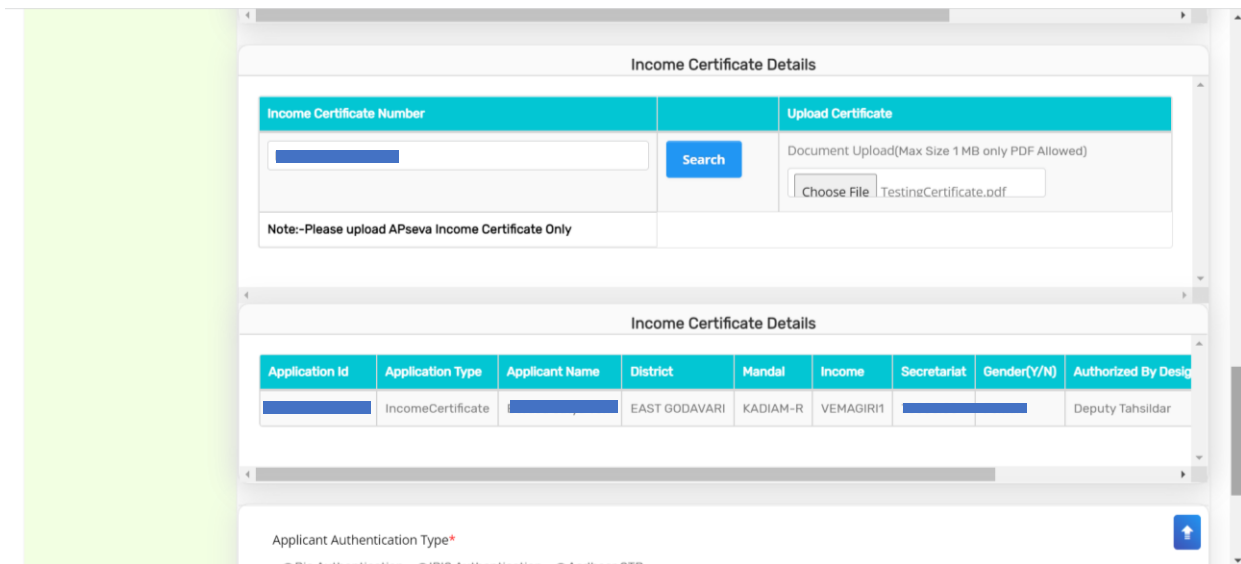 Income Certificate Details
Income Certificate Number Upload Certificate
Search Document Upload(Max Size 1 MB only PDF Allowed)
Choose File TestingCertificate.pdf
Note:-Please upload APseva Income Certificate Only
Income Certificate Details
Application Id Application Type Applicant Name District Mandal Income Secretariat Gender(Y/N) Authorized By Desig
IncomeCertificate EAST GODAVARI KADIAM-R VEMAGIRI1 Deputy Tahsildar
Applicant Authentication Type*